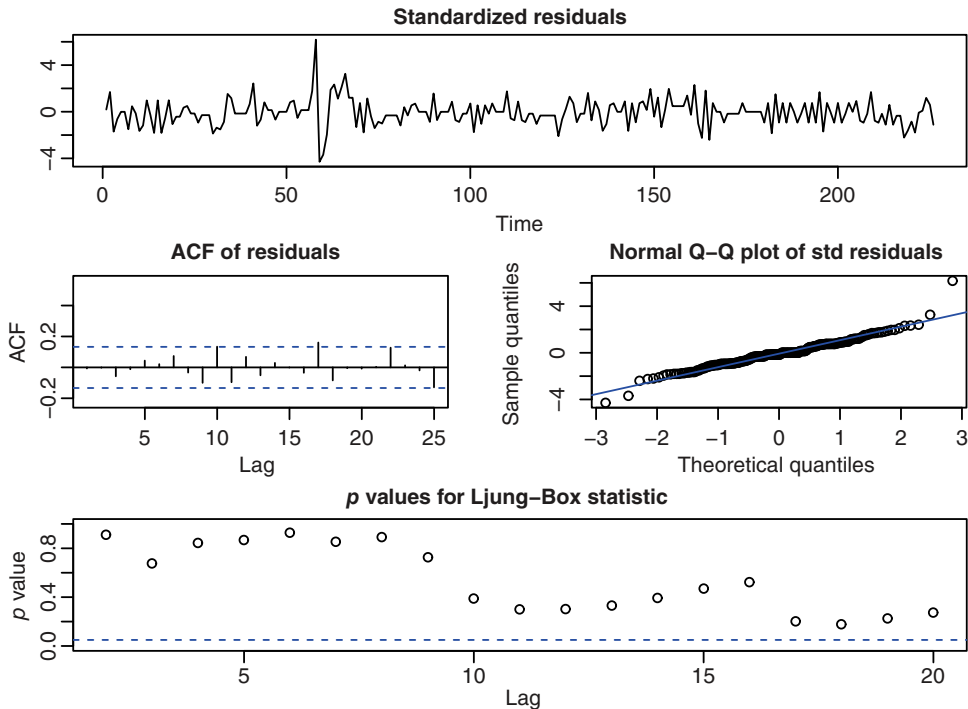 Standardized residuals
4
0
−4
0 50 100 150 200
Time
ACF of residuals
ACF
0.2
−0.2
5 10 15 20 25
Lag
Normal Q−Q plot of std residuals
Sample quantiles
4
0
−4
−3 −2 −1 0 1 2 3
Theoretical quantiles
p values for Ljung−Box statistic
p value
0.8
0.4
0.0
5 10 15 20
Lag